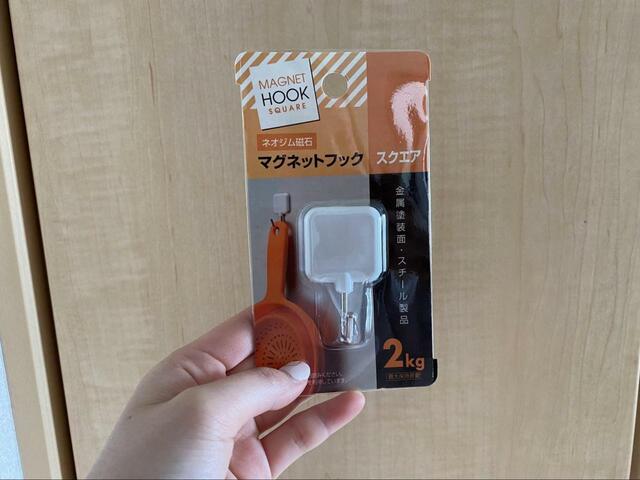 MAGNET
HOOK
SQUARE
ネオジム磁石
マグネットフック
スクエア
金属塗装面・スチール製品
2kg